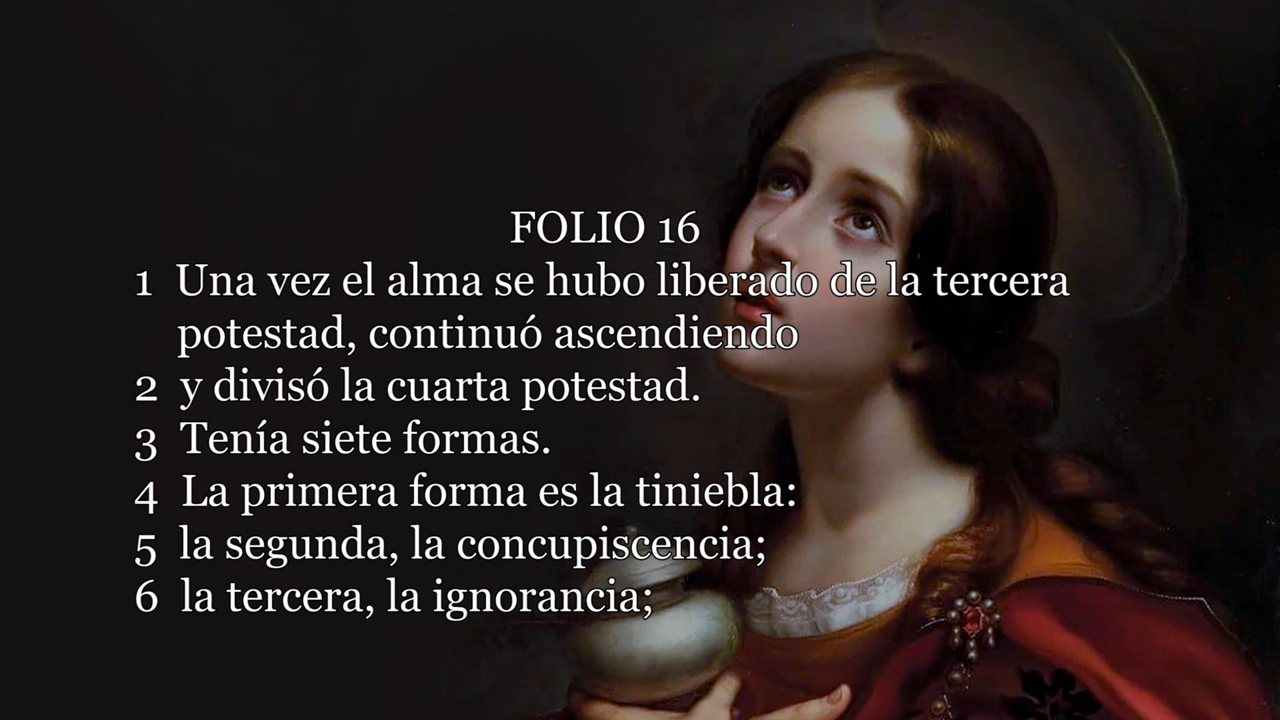 FOLIO 16
1 Una vez el alma se hubo liberado de la tercera
potestad, continuó ascendiendo
2 y divisó la cuarta potestad.
3 Tenía siete formas.
4 La primera forma es la tiniebla:
5 la segunda, la concupiscencia;
6 la tercera, la ignorancia;